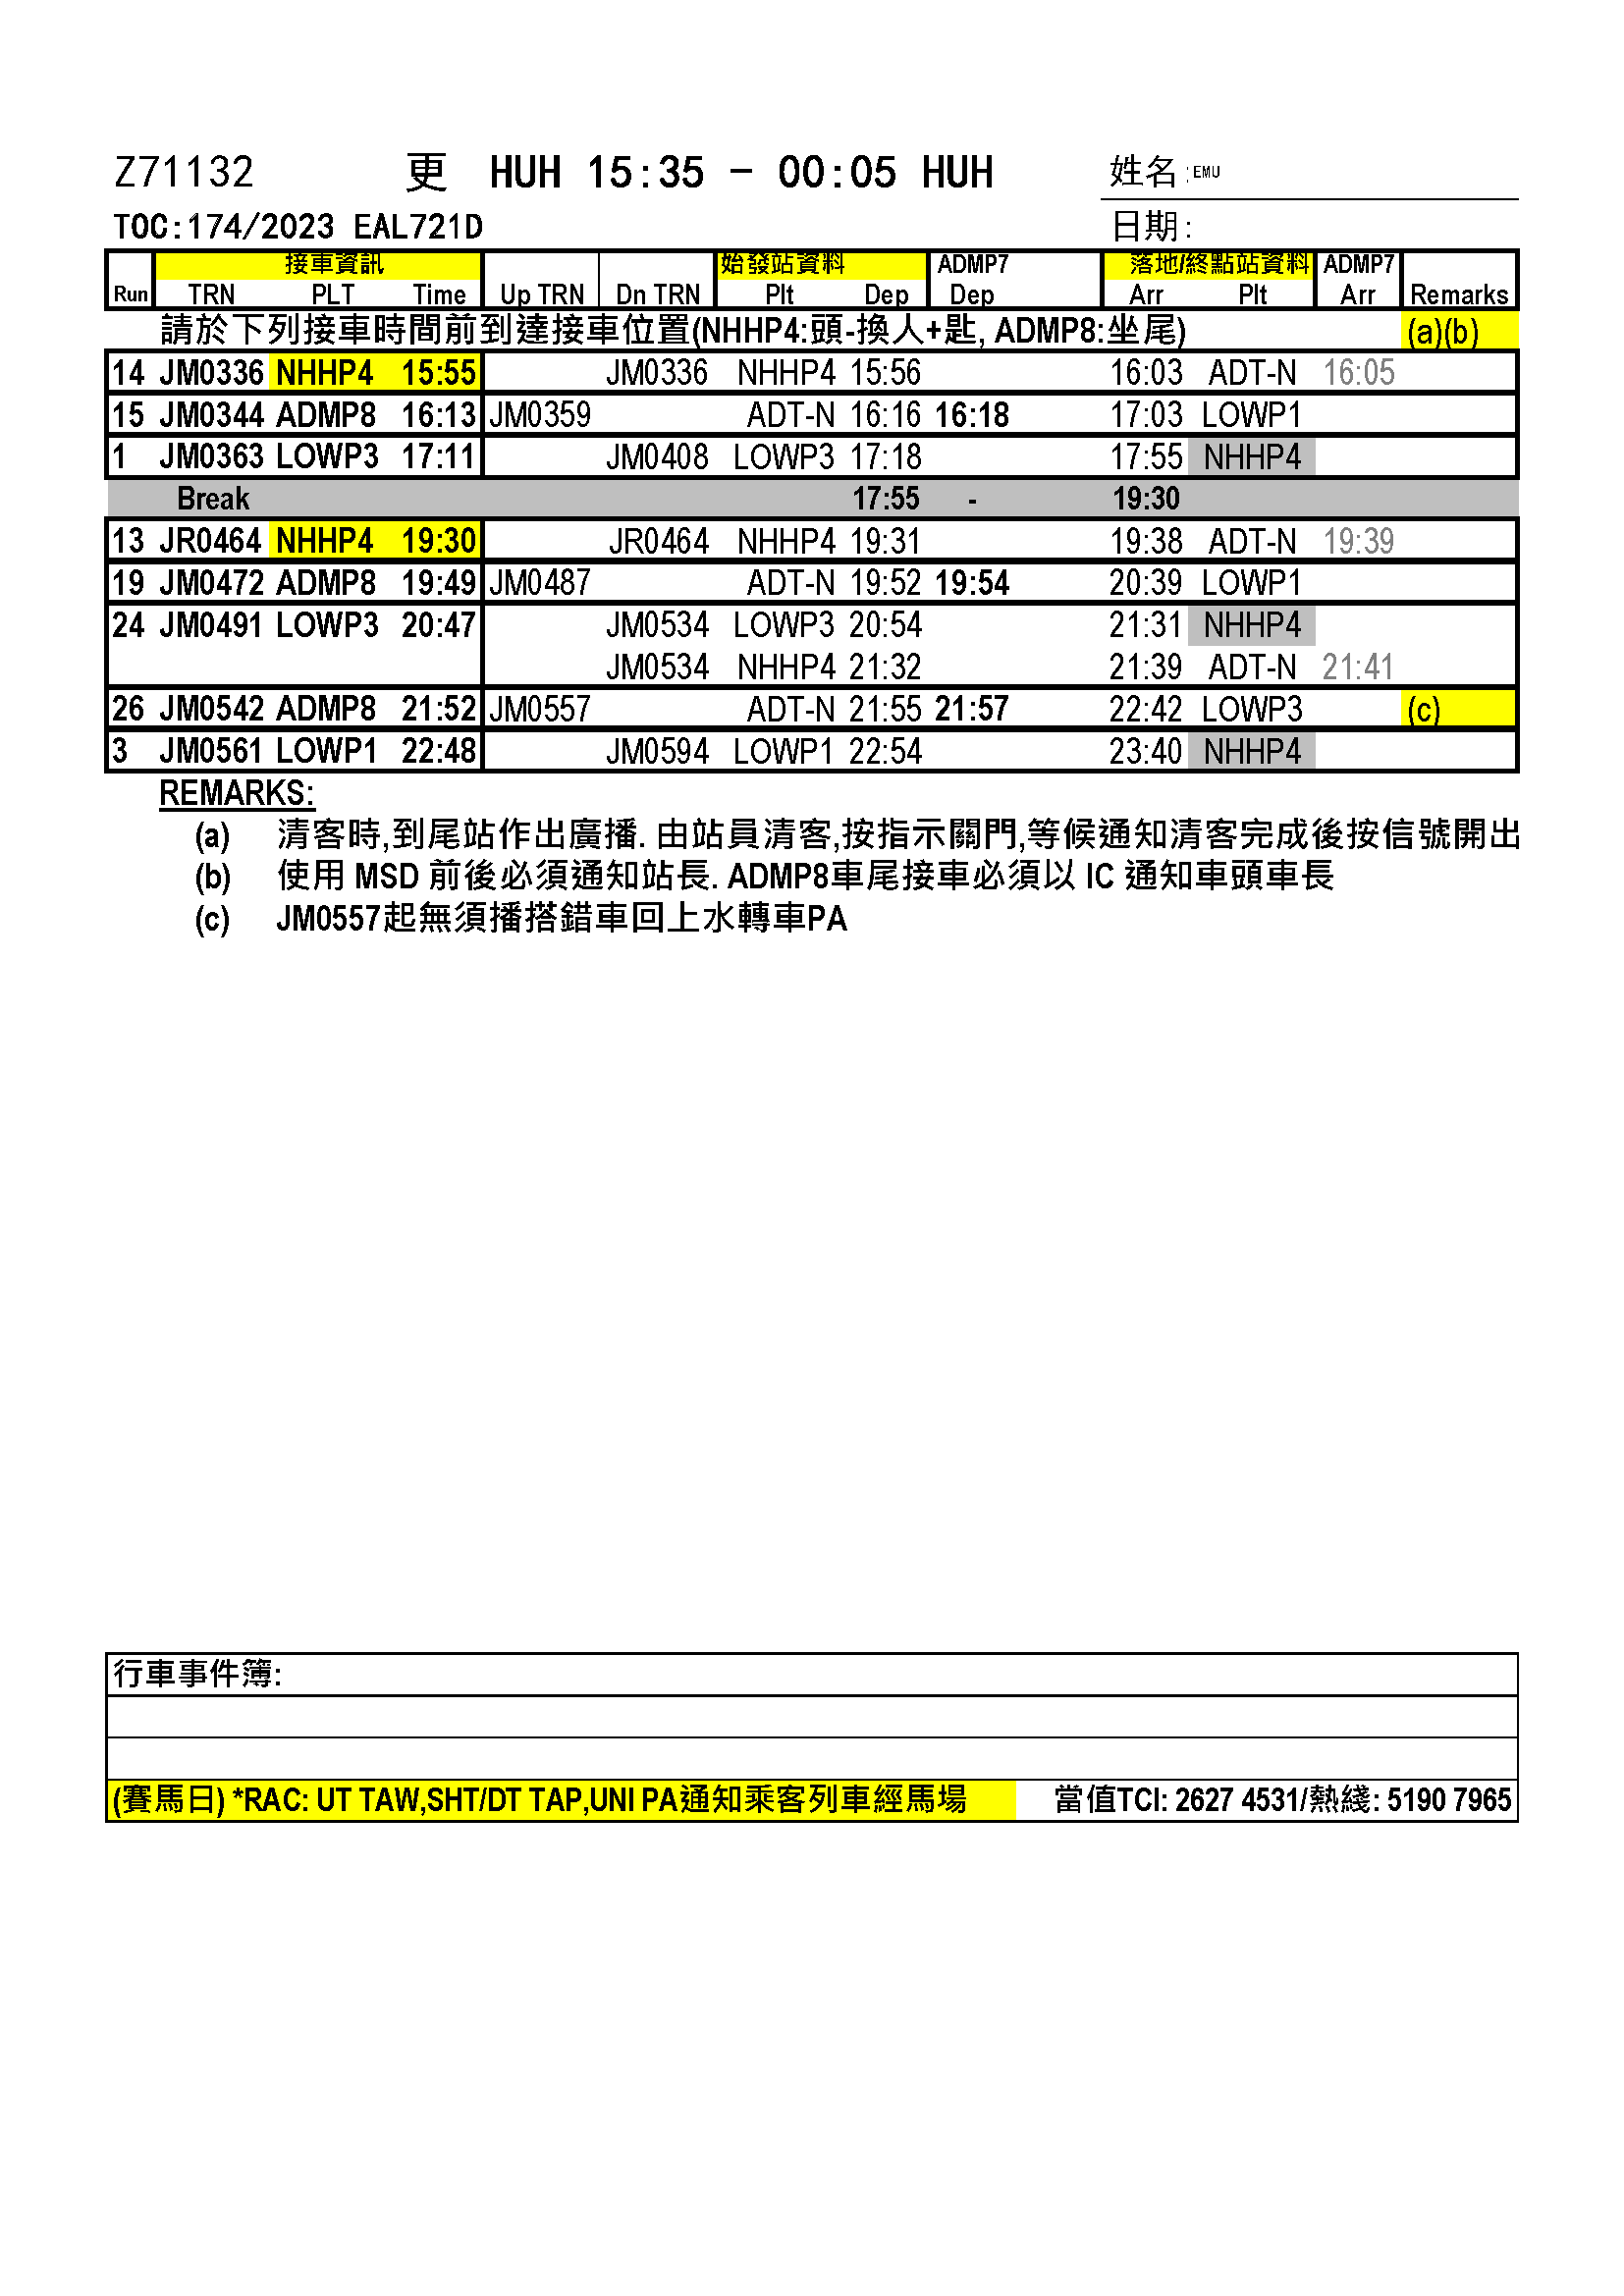 Z71132 更 HUH 15:35 - 00:05 HUH 姓名:EMU
TOC:174/2023 EAL721D 日期:
接車資訊 始發站資料 ADMP7 落地/終點站資料 ADMP7
Run TRN PLT Time Up TRN Dn TRN Plt Dep Dep Arr Plt Arr Remarks
請於下列接車時間前到達接車位置(NHHP4:頭-換人+匙, ADMP8:坐尾) (a)(b)
14 JM0336 NHHP4 15:55 JM0336 NHHP4 15:56 16:03 ADT-N 16:05
15 JM0344 ADMP8 16:13 JM0359 ADT-N 16:16 16:18 17:03 LOWP1
1 JM0363 LOWP3 17:11 JM0408 LOWP3 17:18 17:55 NHHP4
Break 17:55 - 19:30
13 JR0464 NHHP4 19:30 JR0464 NHHP4 19:31 19:38 ADT-N 19:39
19 JM0472 ADMP8 19:49 JM0487 ADT-N 19:52 19:54 20:39 LOWP1
24 JM0491 LOWP3 20:47 JM0534 LOWP3 20:54 21:31 NHHP4
JM0534 NHHP4 21:32 21:39 ADT-N 21:41
26 JM0542 ADMP8 21:52 JM0557 ADT-N 21:55 21:57 22:42 LOWP3 (c)
3 JM0561 LOWP1 22:48 JM0594 LOWP1 22:54 23:40 NHHP4
REMARKS:
(a) 清客時,到尾站作出廣播. 由站員清客,按指示關門,等候通知清客完成後按信號開出
(b) 使用 MSD 前後必須通知站長. ADMP8車尾接車必須以 IC 通知車頭車長
(c) JM0557起無須播搭錯車回上水轉車PA
行車事件簿:
(賽馬日) *RAC: UT TAW,SHT/DT TAP,UNI PA通知乘客列車經馬場 當值TCI: 2627 4531/熱綫: 5190 7965